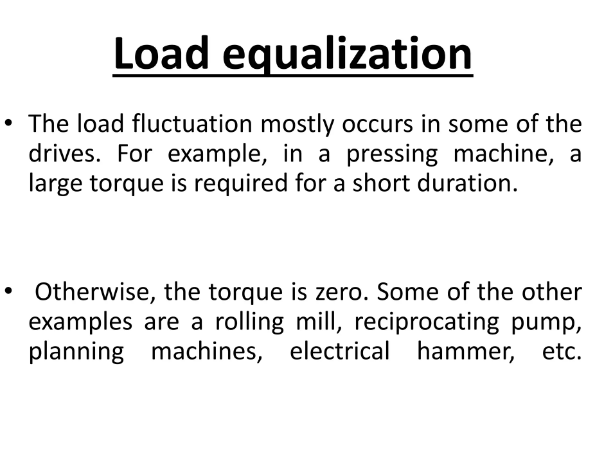 Load equalization
• The load fluctuation mostly occurs in some of the
drives. For example, in a pressing machine, a
large torque is required for a short duration.
• Otherwise, the torque is zero. Some of the other
examples are a rolling mill, reciprocating pump,
planning machines, electrical hammer, etc.